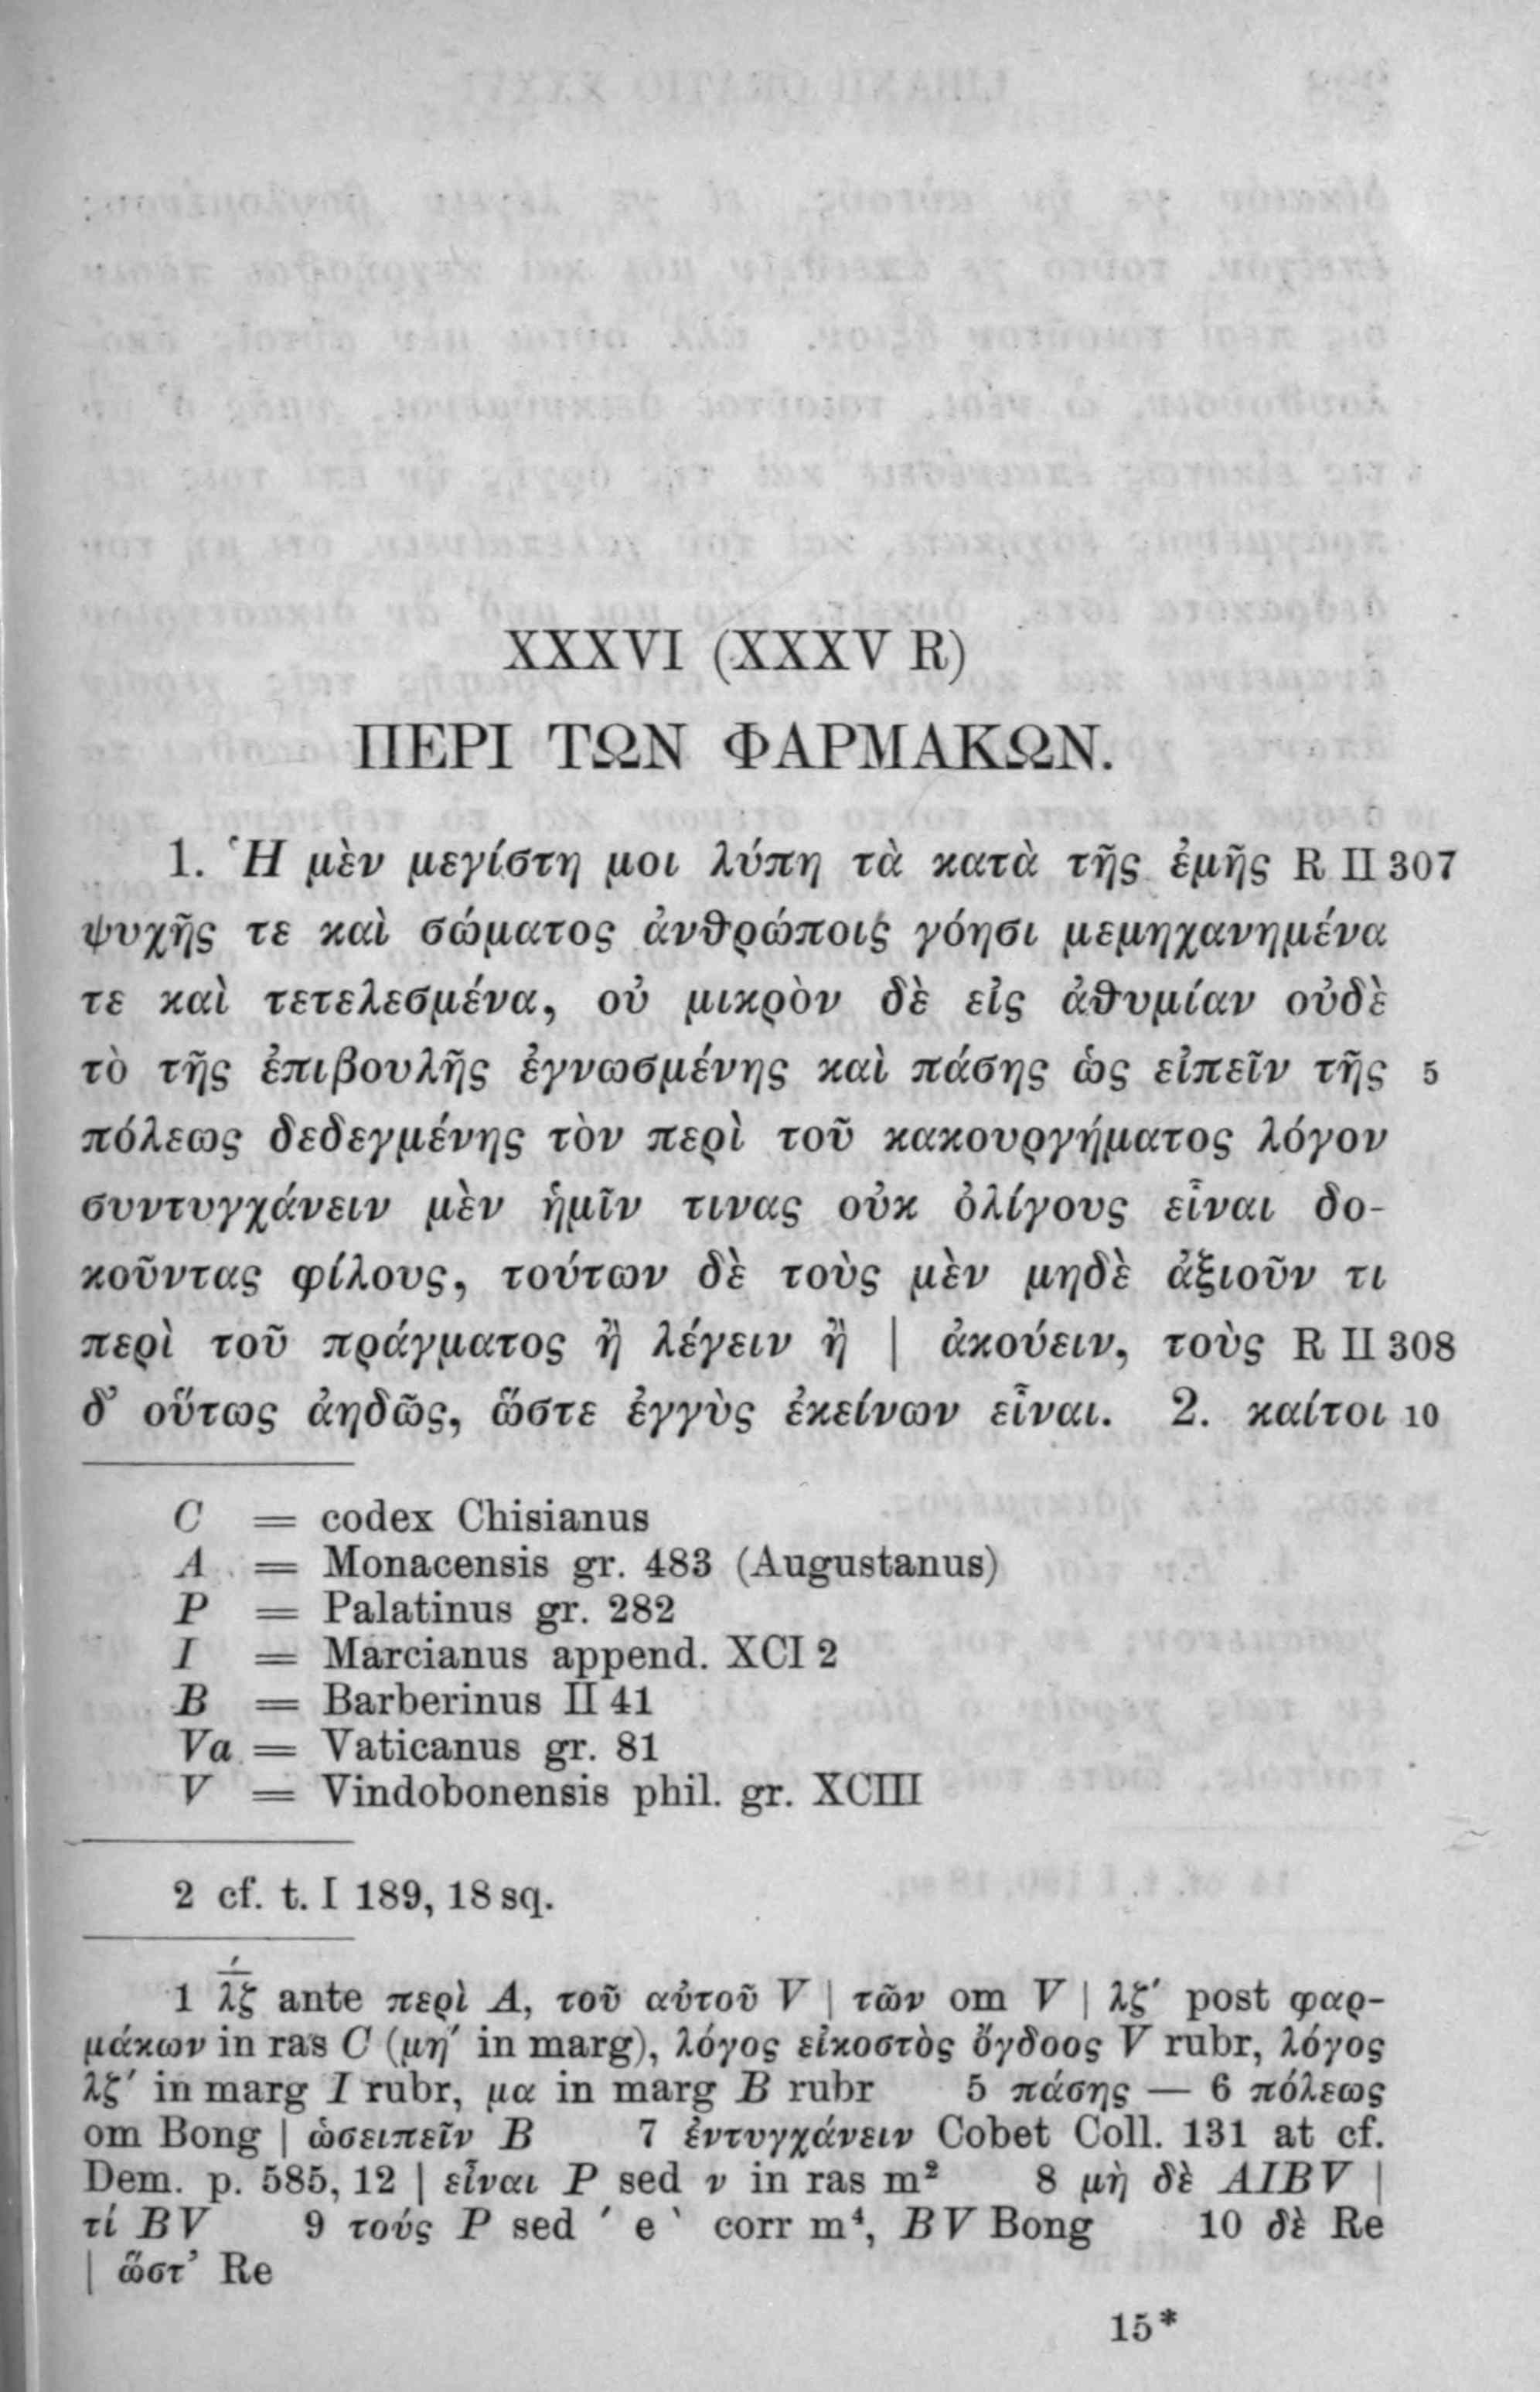 XXXVI (XXXV R)
ΠΕΡΙ ΤΩΝ ΦΑΡΜΑΚΩΝ.
1. Ἡ μὲν μεγίστη μοι λύπη τὰ κατὰ τῆς ἐμῆς R II 307
ψυχῆς τε καὶ σώματος ἀνθρώποις γόησι μεμηχανημένα
τε καὶ τετελεσμένα, οὐ μικρὸν δὲ εἰς ἀθυμίαν οὐδὲ
τὸ τῆς ἐπιβουλῆς ἐγνωσμένης καὶ πάσης ὡς εἰπεῖν τῆς 5
πόλεως δεδεγμένης τὸν περὶ τοῦ κακουργήματος λόγον
συντυγχάνειν μὲν ἡμῖν τινας οὐκ ὀλίγους εἶναι δο-
κοῦντας φίλους, τούτων δὲ τοὺς μὲν μηδὲ ἀξιοῦν τι
περὶ τοῦ πράγματος ἢ λέγειν ἢ | ἀκούειν, τοὺς R II 308
δ’ οὕτως ἀηδῶς, ὥστε ἐγγὺς ἐκείνων εἶναι. 2. καίτοι 10
C = codex Chisianus
A = Monacensis gr. 483 (Augustanus)
P = Palatinus gr. 282
I = Marcianus append. XCI 2
B = Barberinus II 41
Va = Vaticanus gr. 81
V = Vindobonensis phil. gr. XCIII
2 cf. t. I 189, 18 sq.
1 λζ́ ante περὶ A, τοῦ αὐτοῦ V | τῶν om V | λζ′ post φαρ-
μάκων in ras C (μη′ in marg), λόγος εἰκοστὸς ὄγδοος V rubr, λόγος
λζ′ in marg I rubr, μα in marg B rubr 5 πάσης — 6 πόλεως
om Bong | ὡσειπεῖν B 7 ἐντυγχάνειν Cobet Coll. 131 at cf.
Dem. p. 585, 12 | εἶναι P sed ν in ras m² 8 μὴ δὲ AIBV |
τί BV 9 τούς P sed ´ e ` corr m⁴, BV Bong 10 δὲ Re
| ὥστ’ Re
15*